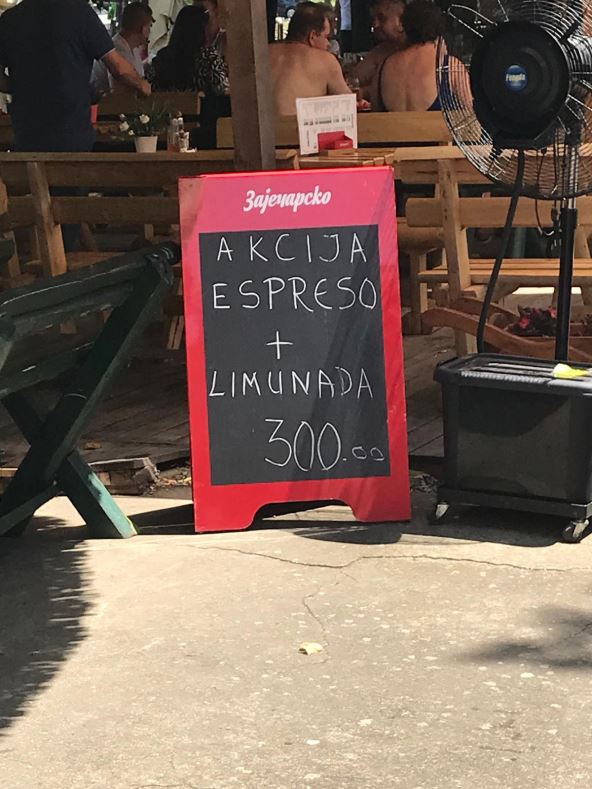 Зајечарско
AKCIJA
ESPRESO
+
LIMUNADA
300.00